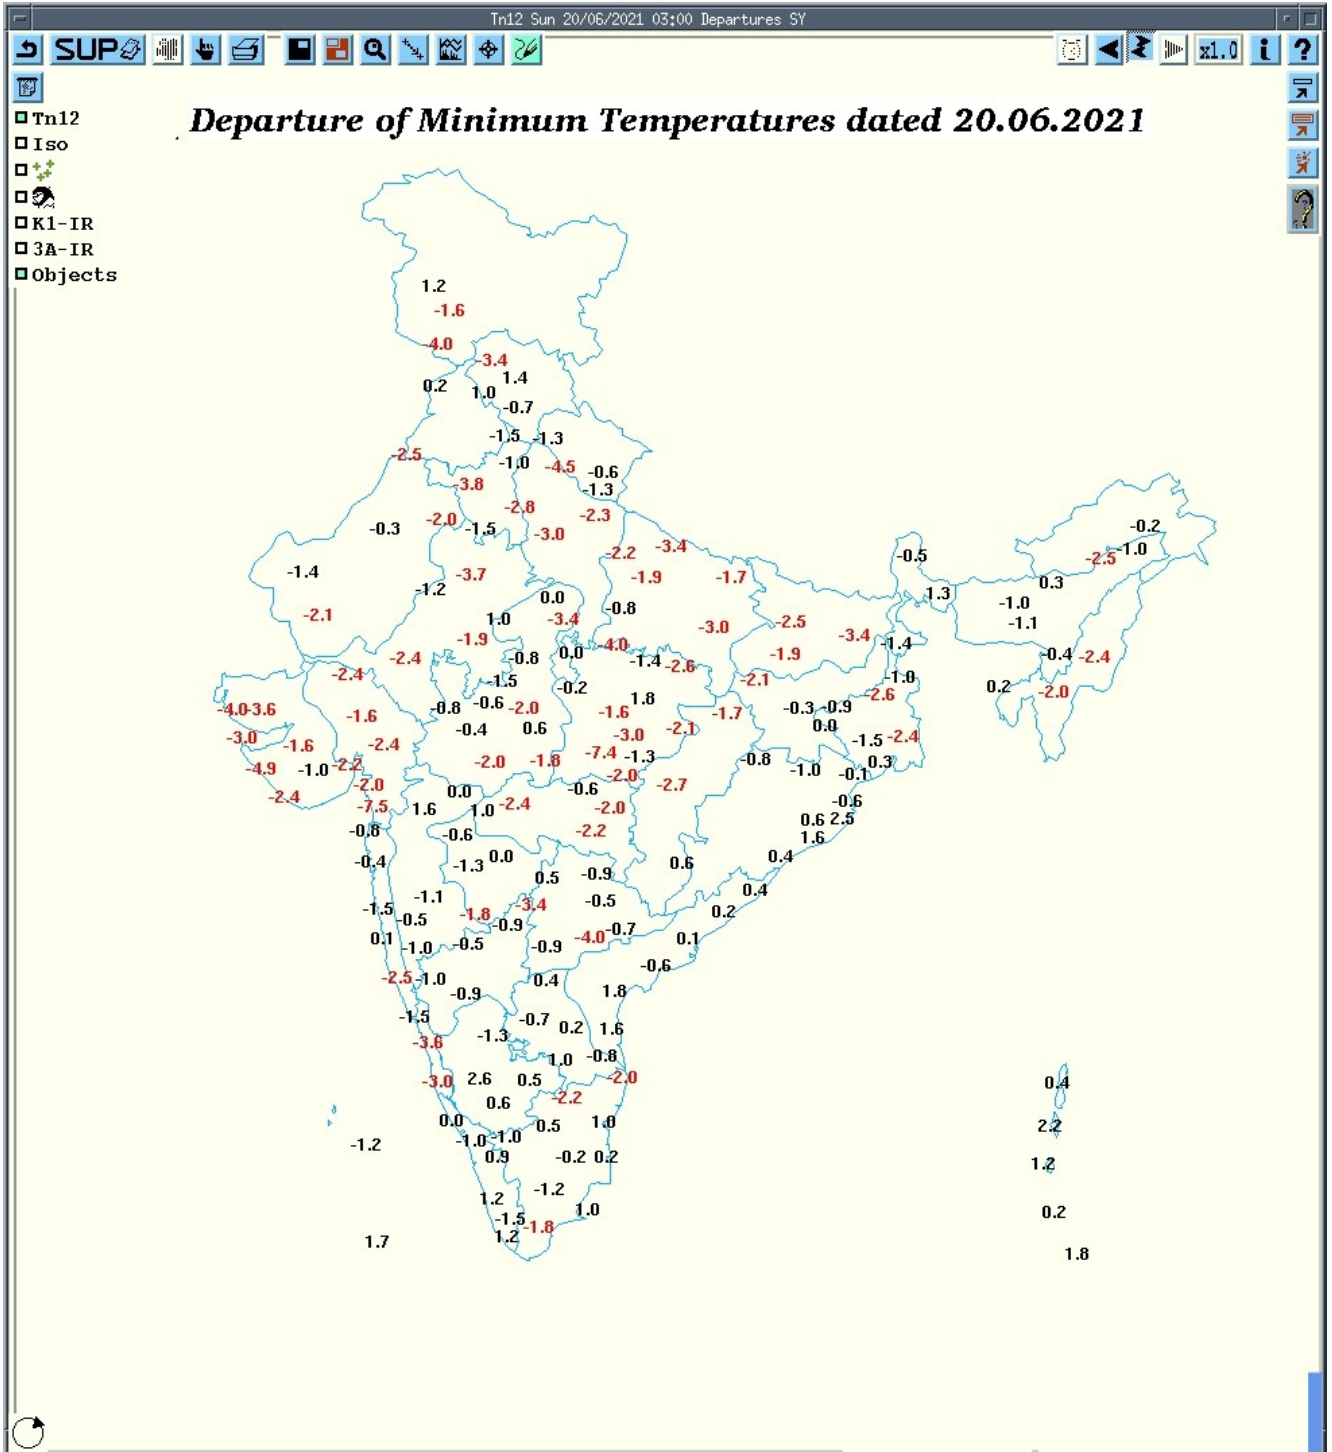 Tn12 Sun 20/06/2021 03:00 Departures SY
SUP
x1.0 i ?
Tn12
Departure of Minimum Temperatures dated 20.06.2021
Iso
K1-IR
3A-IR
Objects
1.2
-1.6
-4.0
-3.4
1.4
0.2 1.0
-0.7
-1.5 -1.3
-2.5 -1.0 -4.5 -0.6
-3.8 -1.3
-2.8 -2.3
-0.3 -2.0 -1.5 -3.0 -0.2
-2.2 -3.4 -0.5 -2.5 -1.0
-1.4 -3.7 -1.9 -1.7 0.3
-1.2 0.0 -0.8 1.3 -1.0
-2.1 1.0 -3.4 -3.0 -2.5 -1.1
-1.9 -4.0 -3.4 -1.4
-2.4 -0.8 0.0 -1.4 -2.6 -1.9 -0.4 -2.4
-2.4 -1.5 -0.2 -2.1 -1.0 0.2 -2.0
-4.0 -3.6 -1.6 -0.8 -0.6 -2.0 -1.6 1.8 -1.7 -0.3 -0.9 -2.6
-3.0 -1.6 -2.4 -0.4 0.6 -3.0 -2.1 0.0 -1.5 -2.4
-4.9 -1.0 -2.2 -2.0 -1.8 -7.4 -1.3 -0.8 -1.0 -0.1 0.3
-2.4 -2.0 0.0 -0.6 -2.0 -2.7
-7.5 1.6 1.0 -2.4 -2.0 -0.6
-0.8 -0.6 -2.2 0.6 2.5
1.6
-0.4 -1.3 0.0 0.6 0.4
0.5 -0.9
-1.1 -0.5 0.4
-1.5 -0.5 -1.8 -3.4 0.2
-0.9 -0.7
0.1 -1.0 -0.5 -0.9 -4.0 0.1
-0.6
-2.5 -1.0 0.4
-0.9 1.8
-1.5 -0.7 0.2 1.6
-3.6 -1.3
1.0 -0.8
-3.0 2.6 0.5 -2.0 0.4
0.6 -2.2
0.0 0.5 1.0 2.2
-1.2 -1.0 -1.0
0.9 -0.2 0.2 1.2
1.2 -1.2
-1.5 1.0 0.2
-1.8
1.7 1.2 1.8